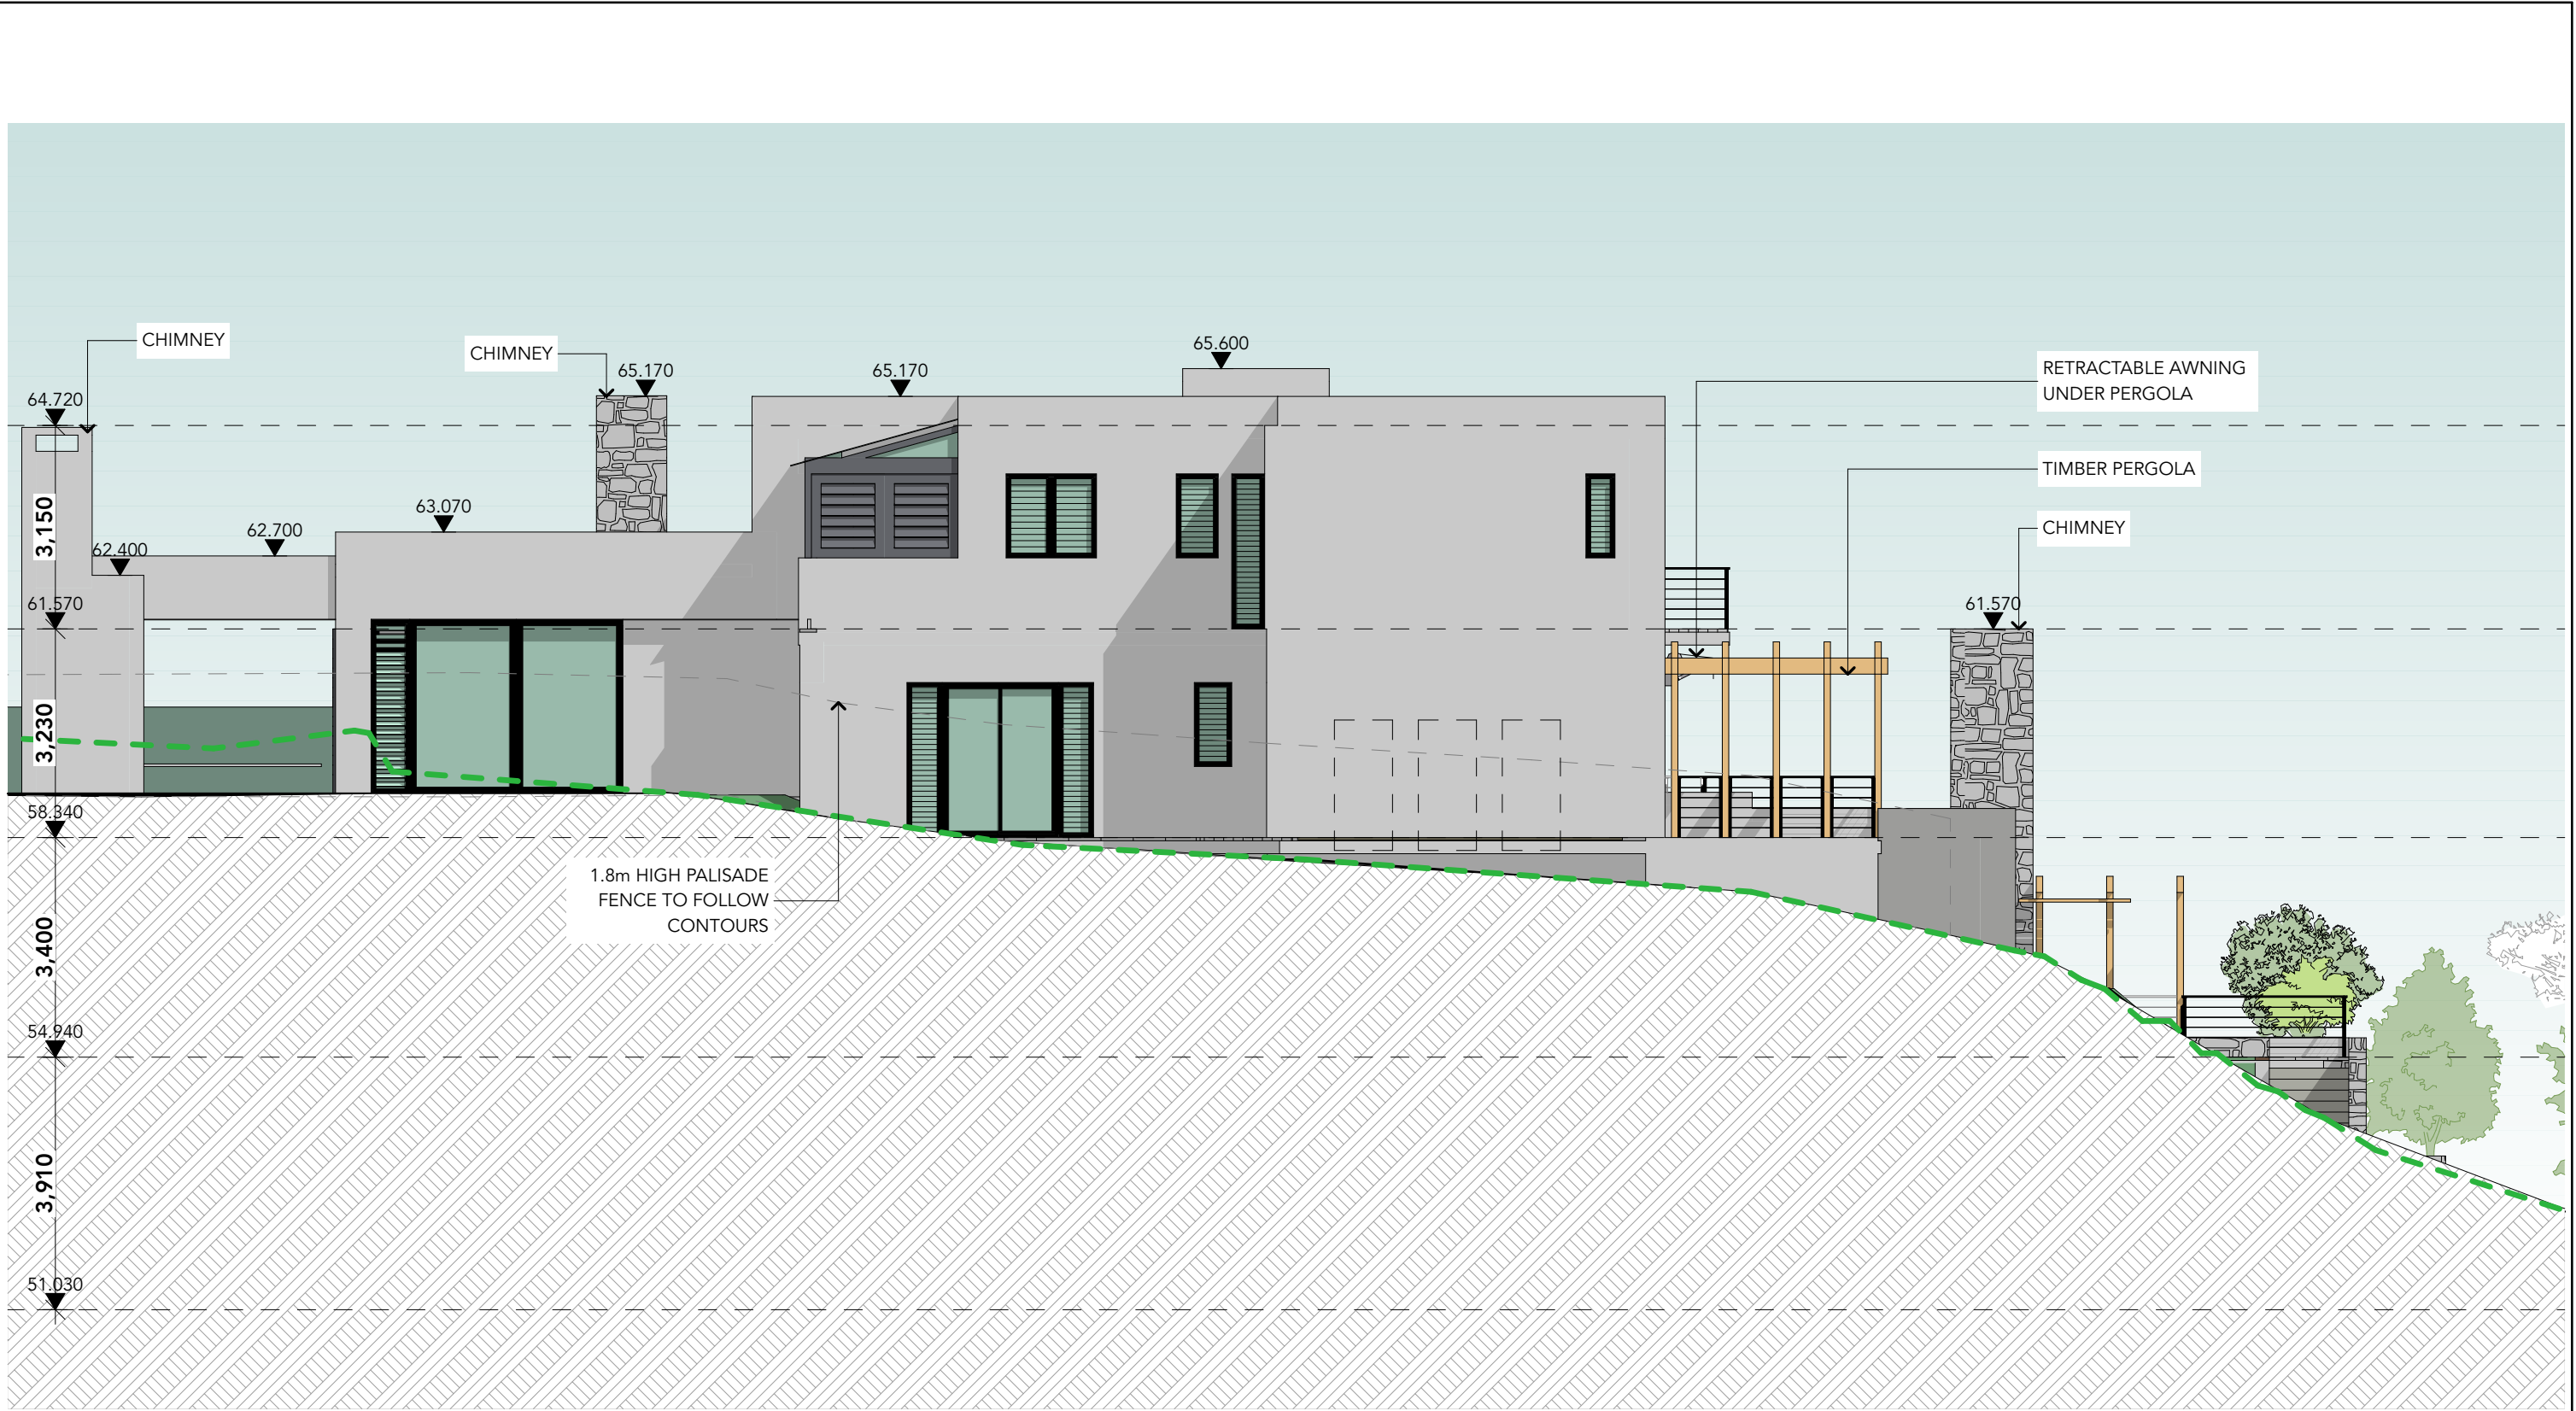 65.600
CHIMNEY
CHIMNEY
65.170
65.170
RETRACTABLE AWNING
UNDER PERGOLA
64.720
TIMBER PERGOLA
63.070
3,150
62.700
CHIMNEY
62.400
61.570
61.570
3,230
58.340
1.8m HIGH PALISADE
FENCE TO FOLLOW
CONTOURS
3,400
54.940
3,910
51.030